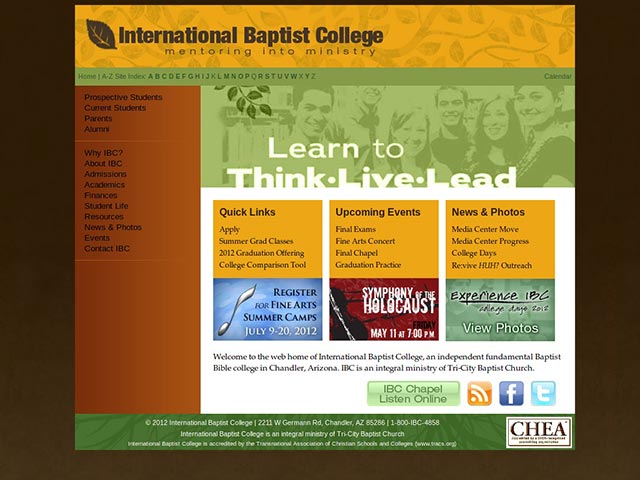 International Baptist College
mentoring into ministry
Home | A-Z Site Index: A B C D E F G H I J K L M N O P Q R S T U V W X Y Z
Calendar
Prospective Students
Current Students
Parents
Alumni
Why IBC?
About IBC
Admissions
Academics
Finances
Student Life
Resources
News & Photos
Events
Contact IBC
Learn to
Think·Live·Lead
Quick Links
Apply
Summer Grad Classes
2012 Graduation Offering
College Comparison Tool
Upcoming Events
Final Exams
Fine Arts Concert
Final Chapel
Graduation Practice
News & Photos
Media Center Move
Media Center Progress
College Days
Re:vive HUH? Outreach
Register
for Fine Arts
Summer Camps
July 9-20, 2012
SYMPHONY OF THE
HOLOCAUST
FRIDAY
MAY 11 AT 7:00 PM
Experience IBC
college days 2012
View Photos
Welcome to the web home of International Baptist College, an independent fundamental Baptist
Bible college in Chandler, Arizona. IBC is an integral ministry of Tri-City Baptist Church.
IBC Chapel
Listen Online
© 2012 International Baptist College | 2211 W Germann Rd, Chandler, AZ 85286 | 1-800-IBC-4858
International Baptist College is an integral ministry of Tri-City Baptist Church
International Baptist College is accredited by the Transnational Association of Christian Schools and Colleges (www.tracs.org)
CHEA